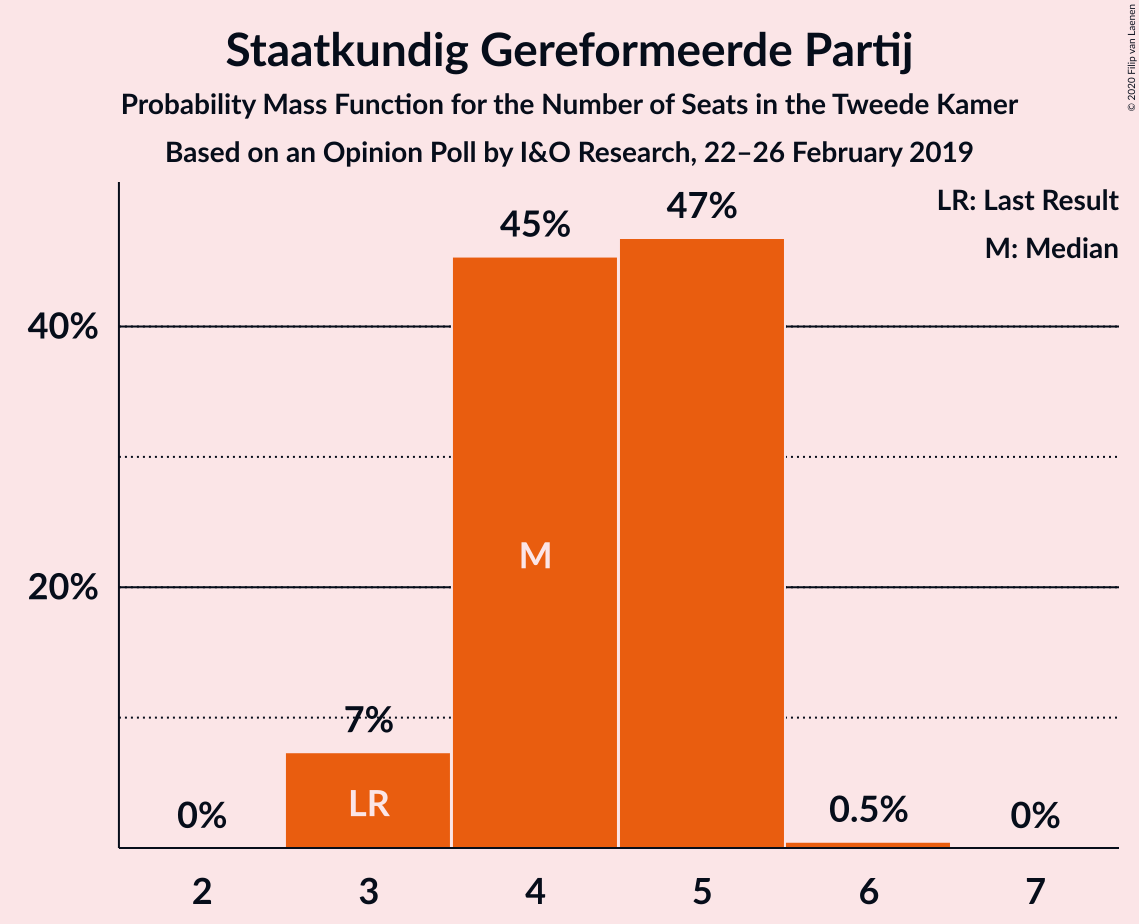 Staatkundig Gereformeerde Partij
Probability Mass Function for the Number of Seats in the Tweede Kamer
Based on an Opinion Poll by I&O Research, 22–26 February 2019
© 2020 Filip van Laenen
LR: Last Result
M: Median
47%
45%
40%
M
20%
7%
LR
0%
0.5%
0%
2 3 4 5 6 7